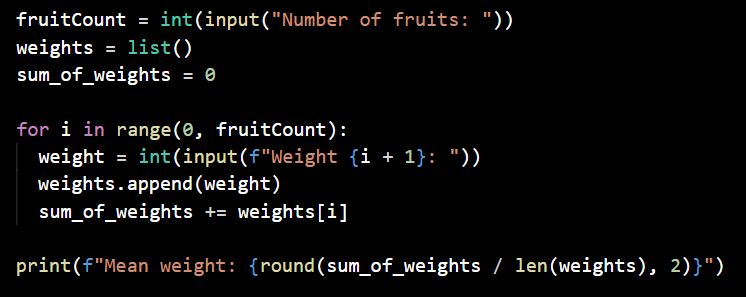 fruitCount = int(input("Number of fruits: "))
weights = list()
sum_of_weights = 0

for i in range(0, fruitCount):
  weight = int(input(f"Weight {i + 1}: "))
  weights.append(weight)
  sum_of_weights += weights[i]

print(f"Mean weight: {round(sum_of_weights / len(weights), 2)}")